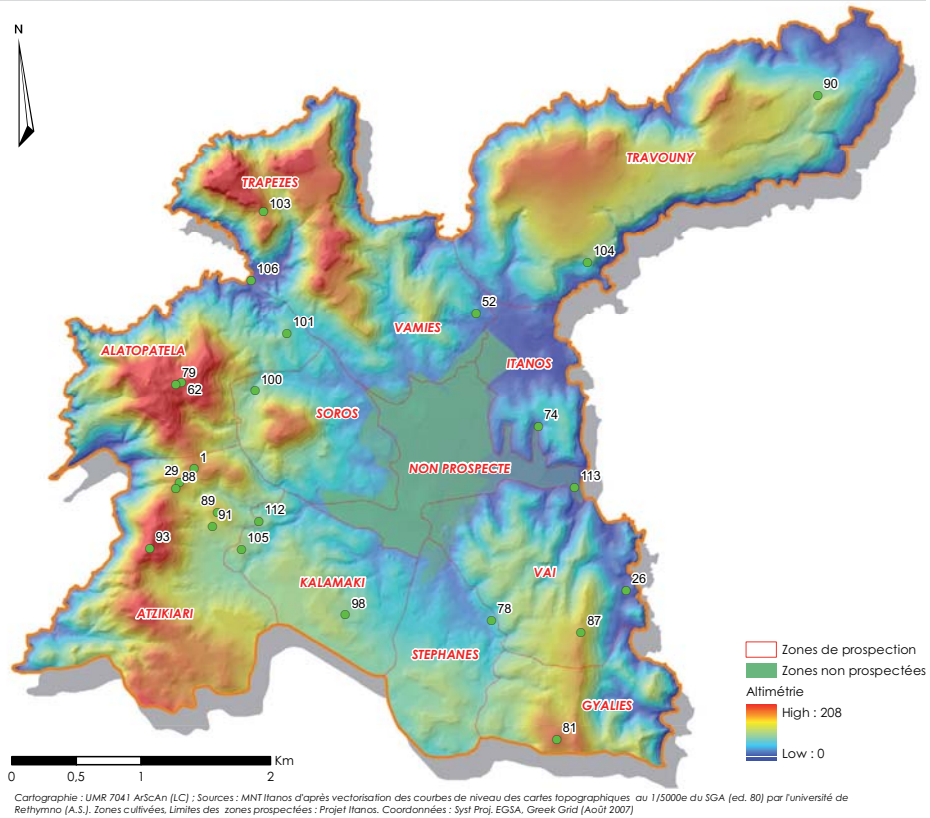 N
90
TRAVOUNY
TRAPEZES
103
104
106
52
101
VAMIES
ALATOPATELA
ITANOS
79
62
100
SOROS
74
NON PROSPECTE
1
29
88
113
89
91
112
93
105
VAI
KALAMAKI
26
98
78
87
ATZIKIARI
STEPHANES
GYALIES
81
Zones de prospection
Zones non prospectées
Altimétrie
High : 208
Low : 0
Km
0 0,5 1 2
Cartographie : UMR 7041 ArScAn (LC) ; Sources : MNT Itanos d'après vectorisation des courbes de niveau des cartes topographiques au 1/5000e du SGA (ed. 80) par l'université de
Rethymno (A.S.). Zones cultivées, Limites des zones prospectées : Projet Itanos. Coordonnées : Syst Proj. EGSA, Greek Grid (Août 2007)